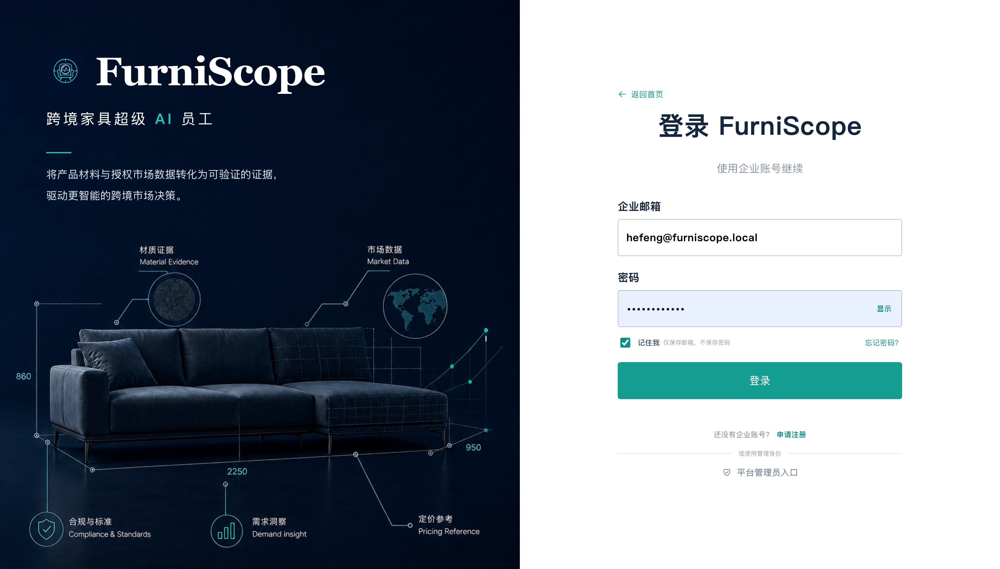 FurniScope
跨境家具超级 AI 员工
将产品材料与授权市场数据转化为可验证的证据，
驱动更智能的跨境市场决策。
材质证据
Material Evidence
市场数据
Market Data
860
950
2250
合规与标准
Compliance & Standards
需求洞察
Demand insight
定价参考
Pricing Reference
← 返回首页
登录 FurniScope
使用企业账号继续
企业邮箱
hefeng@furniscope.local
密码
••••••••••••
显示
记住我 仅保存邮箱，不保存密码
忘记密码?
登录
还没有企业账号? 申请注册
或使用管理身份
平台管理员入口